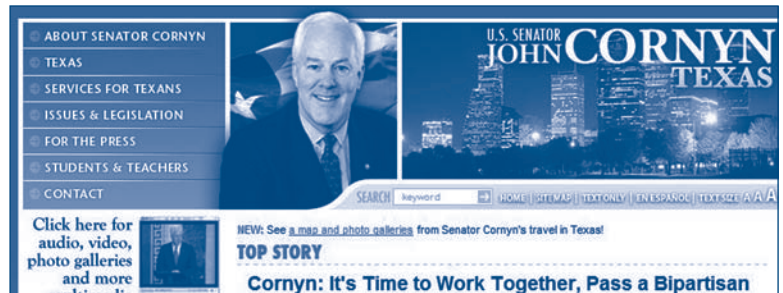 ABOUT SENATOR CORNYN
TEXAS
SERVICES FOR TEXANS
ISSUES & LEGISLATION
FOR THE PRESS
STUDENTS & TEACHERS
CONTACT
U.S. SENATOR
JOHN CORNYN
TEXAS
SEARCH keyword HOME | SITE MAP | TEXT ONLY | EN ESPAÑOL | TEXT SIZE A A A
Click here for
audio, video,
photo galleries
and more
NEW: See a map and photo galleries from Senator Cornyn's travel in Texas!
TOP STORY
Cornyn: It's Time to Work Together, Pass a Bipartisan